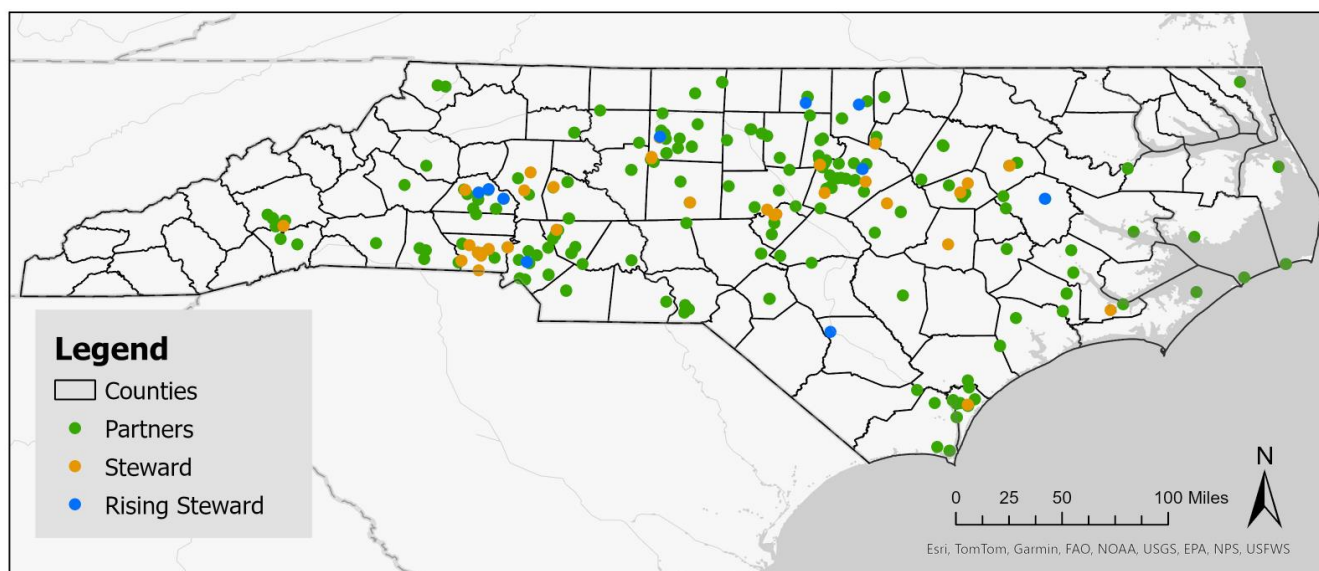 Legend
Counties
Partners
Steward
Rising Steward
N
0 25 50 100 Miles
Esri, TomTom, Garmin, FAO, NOAA, USGS, EPA, NPS, USFWS